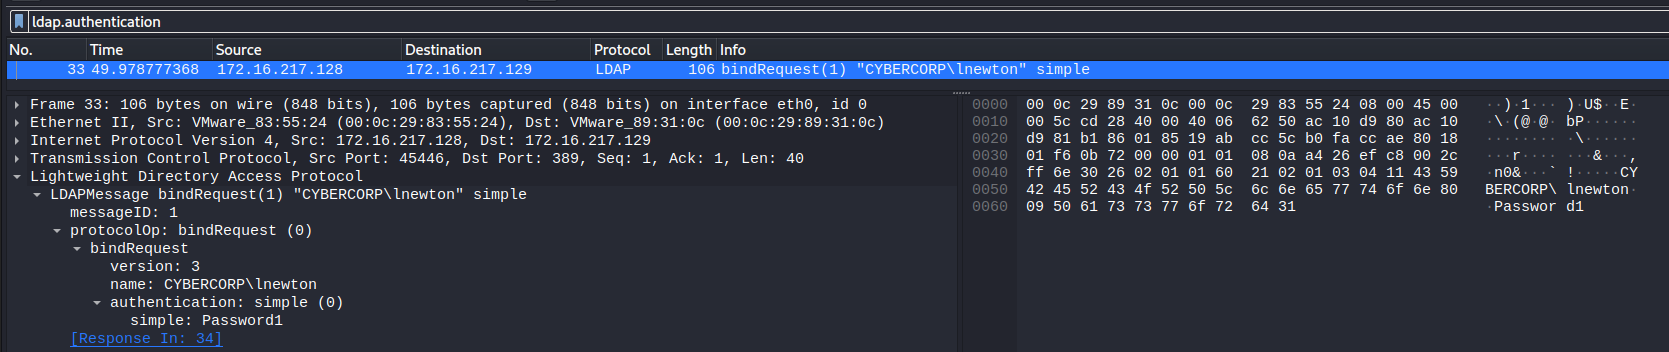 ldap.authentication
No. Time Source Destination Protocol Length Info
33 49.978777368 172.16.217.128 172.16.217.129 LDAP 106 bindRequest(1) "CYBERCORP\lnewton" simple
Frame 33: 106 bytes on wire (848 bits), 106 bytes captured (848 bits) on interface eth0, id 0
Ethernet II, Src: VMware_83:55:24 (00:0c:29:83:55:24), Dst: VMware_89:31:0c (00:0c:29:89:31:0c)
Internet Protocol Version 4, Src: 172.16.217.128, Dst: 172.16.217.129
Transmission Control Protocol, Src Port: 45446, Dst Port: 389, Seq: 1, Ack: 1, Len: 40
Lightweight Directory Access Protocol
LDAPMessage bindRequest(1) "CYBERCORP\lnewton" simple
messageID: 1
protocolOp: bindRequest (0)
bindRequest
version: 3
name: CYBERCORP\lnewton
authentication: simple (0)
simple: Password1
[Response In: 34]
0000 00 0c 29 89 31 0c 00 0c 29 83 55 24 08 00 45 00 ··)·1··· )·U$··E·
0010 00 5c cd 28 40 00 40 06 62 50 ac 10 d9 80 ac 10 ·\·(@·@· bP······
0020 d9 81 b1 86 01 85 19 ab cc 5c b0 fa cc ae 80 18 ········ ·\······
0030 01 f6 0b 72 00 00 01 01 08 0a a4 26 ef c8 00 2c ···r···· ···&···,
0040 ff 6e 30 26 02 01 01 60 21 02 01 03 04 11 43 59 ·n0&···` !·····CY
0050 42 45 52 43 4f 52 50 5c 6c 6e 65 77 74 6f 6e 80 BERCORP\ lnewton·
0060 09 50 61 73 73 77 6f 72 64 31 ·Passwor d1